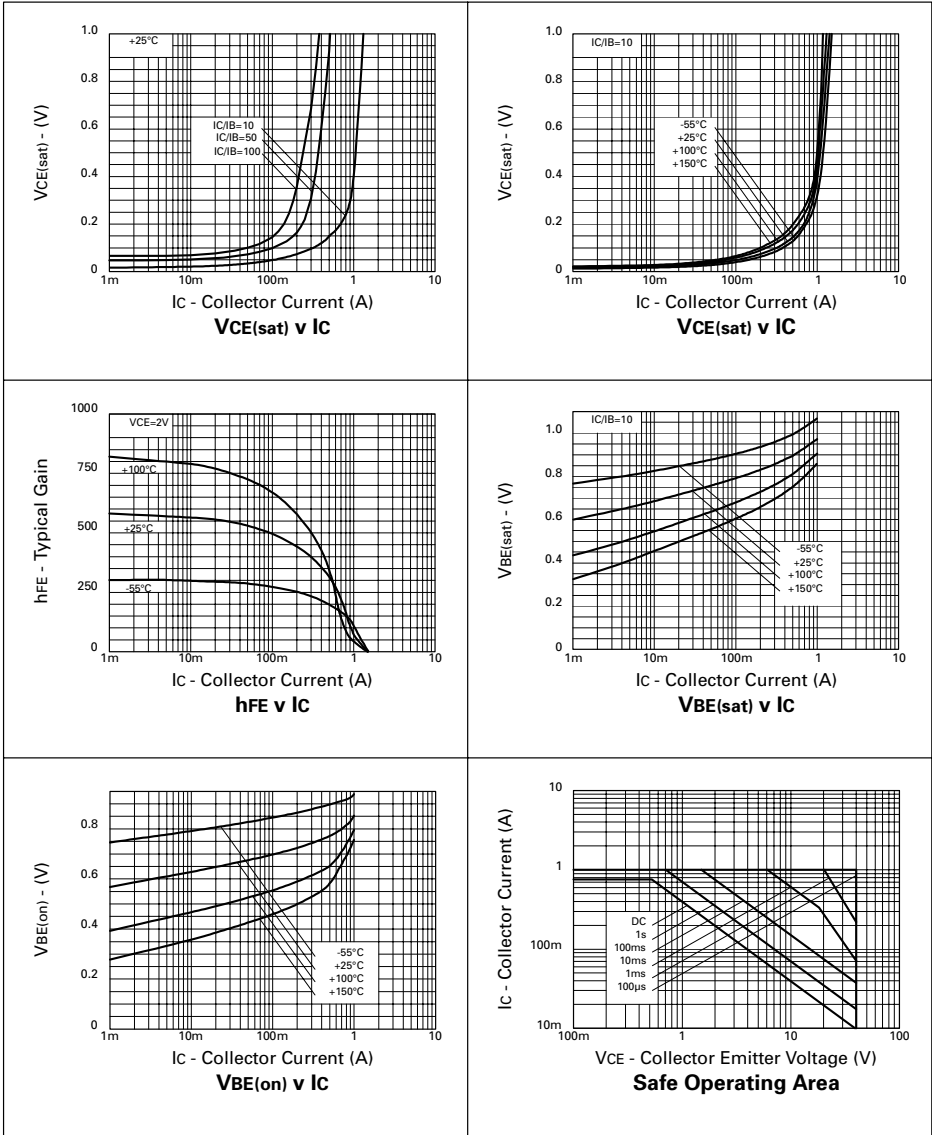 1.0
+25°C
0.8
0.6
0.4
0.2
0
VCE(sat) - (V)
IC/IB=10
IC/IB=50
IC/IB=100
1m
10m
100m
1
10
IC - Collector Current (A)
VCE(sat) v IC
1.0
IC/IB=10
0.8
0.6
0.4
0.2
0
VCE(sat) - (V)
-55°C
+25°C
+100°C
+150°C
1m
10m
100m
1
10
IC - Collector Current (A)
VCE(sat) v IC
1000
VCE=2V
750
500
250
0
hFE - Typical Gain
+100°C
+25°C
-55°C
1m
10m
100m
1
10
IC - Collector Current (A)
hFE v IC
1.0
IC/IB=10
0.8
0.6
0.4
0.2
0
VBE(sat) - (V)
-55°C
+25°C
+100°C
+150°C
1m
10m
100m
1
10
IC - Collector Current (A)
VBE(sat) v IC
0.8
0.6
0.4
0.2
0
VBE(on) - (V)
-55°C
+25°C
+100°C
+150°C
1m
10m
100m
1
10
IC - Collector Current (A)
VBE(on) v IC
10
1
100m
10m
IC - Collector Current (A)
DC
1s
100ms
10ms
1ms
100µs
100m
1
10
100
VCE - Collector Emitter Voltage (V)
Safe Operating Area